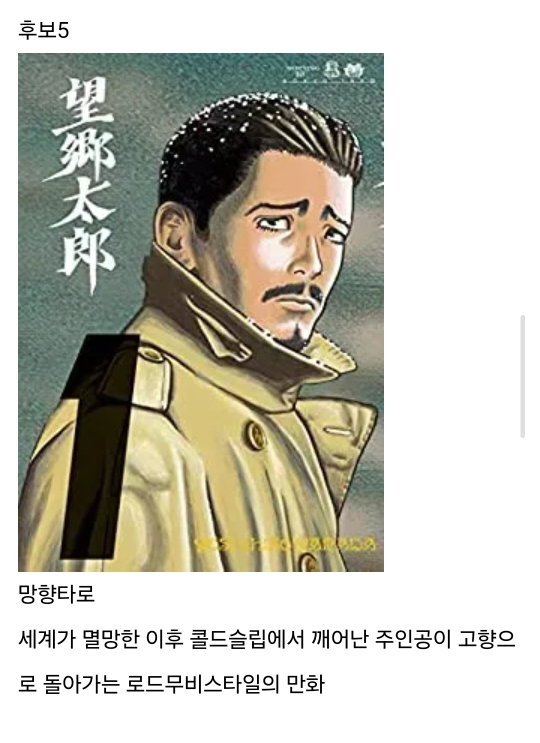 후보5
望郷太郎
1
망향타로
세계가 멸망한 이후 콜드슬립에서 깨어난 주인공이 고향으
로 돌아가는 로드무비스타일의 만화